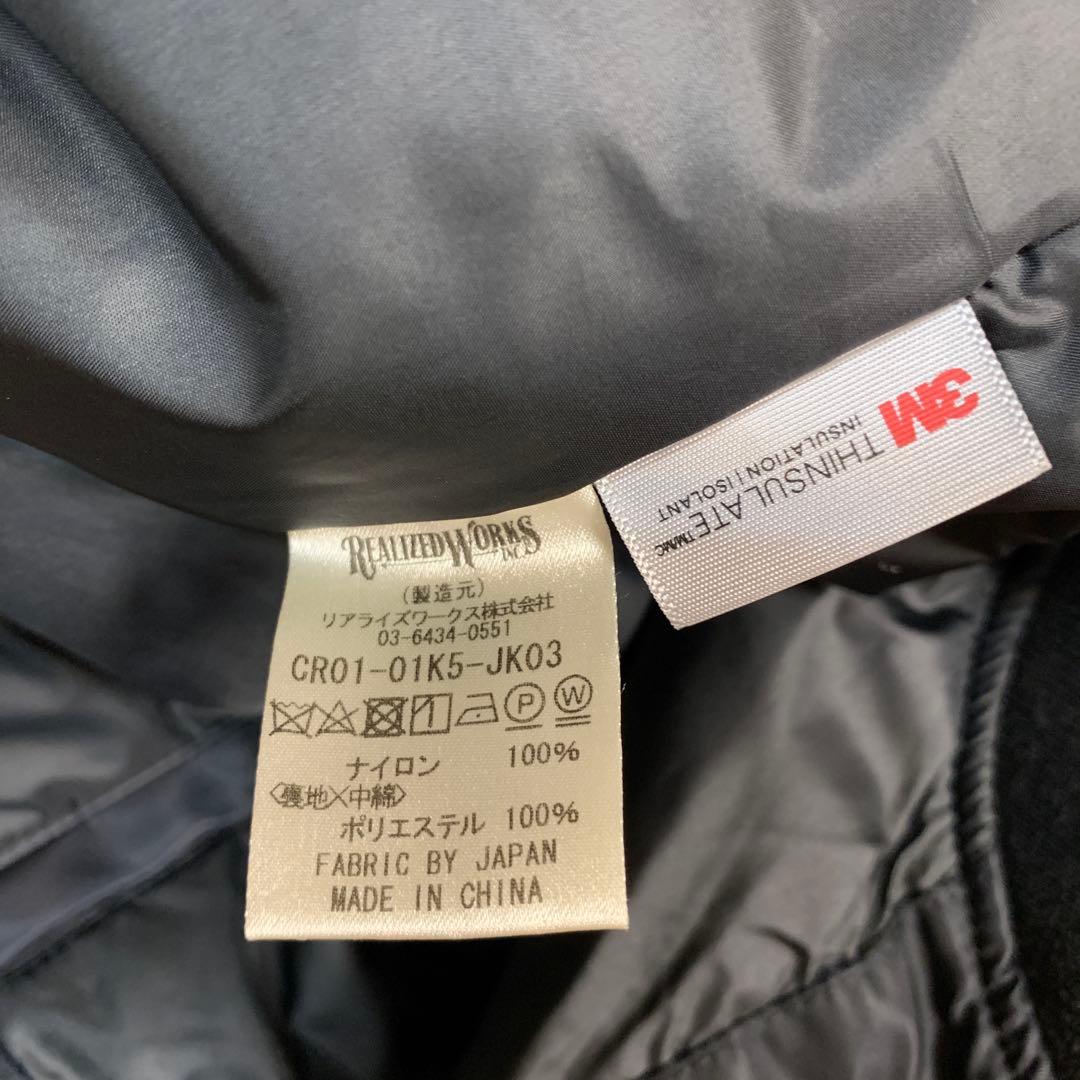 REALIZED WORKS
INC
(製造元)
リアライズワークス株式会社
03-6434-0551
CR01-01K5-JK03
P W
ナイロン 100%
<裏地×中綿>
ポリエステル 100%
FABRIC BY JAPAN
MADE IN CHINA
3M
THINSULATE™/MC
INSULATION | ISOLANT